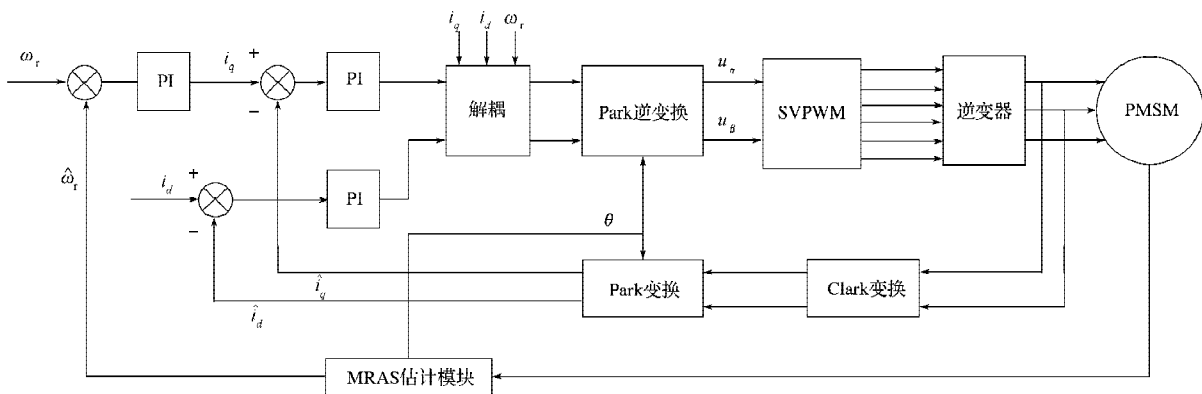 i_q i_d ω_r
ω_r PI i_q + − PI 解耦 Park逆变换 u_α u_β SVPWM 逆变器 PMSM
ω̂_r i_d + − PI
θ
î_q î_d Park变换 Clark变换
MRAS估计模块